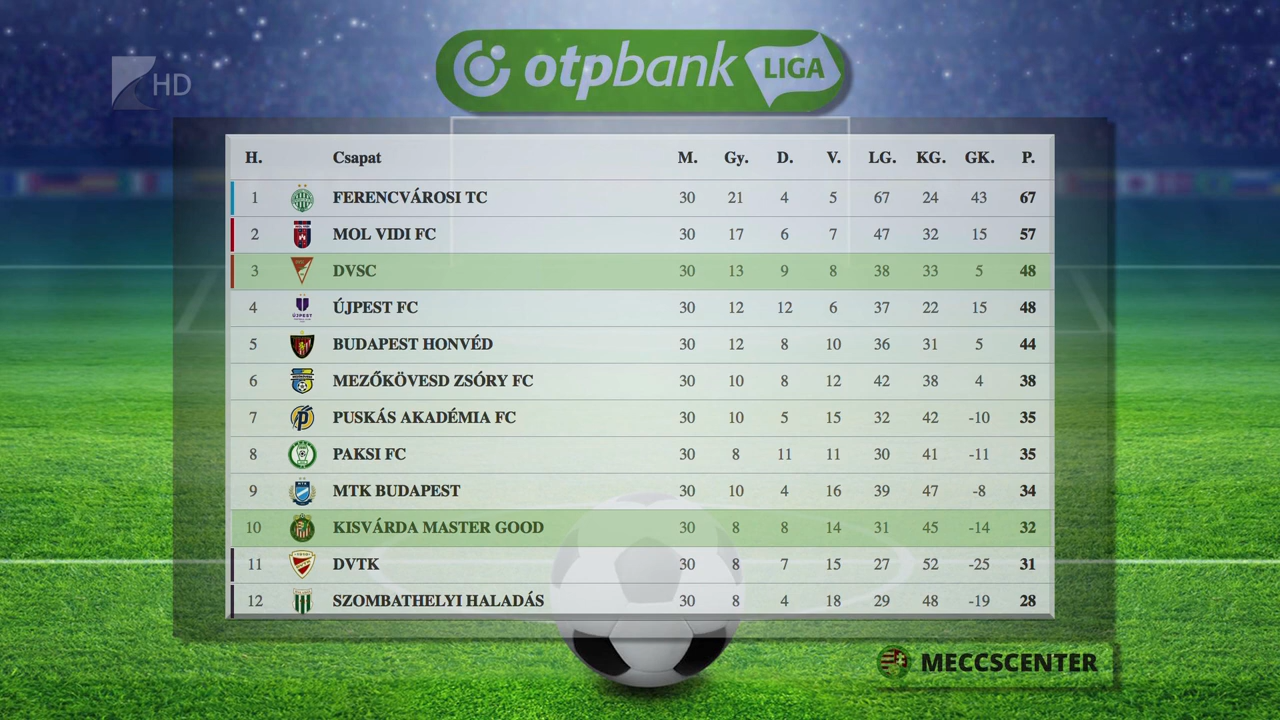 otpbank LIGA
HD
H. Csapat M. Gy. D. V. LG. KG. GK. P.
1 FERENCVÁROSI TC 30 21 4 5 67 24 43 67
2 MOL VIDI FC 30 17 6 7 47 32 15 57
3 DVSC 30 13 9 8 38 33 5 48
4 ÚJPEST FC 30 12 12 6 37 22 15 48
5 BUDAPEST HONVÉD 30 12 8 10 36 31 5 44
6 MEZŐKÖVESD ZSÓRY FC 30 10 8 12 42 38 4 38
7 PUSKÁS AKADÉMIA FC 30 10 5 15 32 42 -10 35
8 PAKSI FC 30 8 11 11 30 41 -11 35
9 MTK BUDAPEST 30 10 4 16 39 47 -8 34
10 KISVÁRDA MASTER GOOD 30 8 8 14 31 45 -14 32
11 DVTK 30 8 7 15 27 52 -25 31
12 SZOMBATHELYI HALADÁS 30 8 4 18 29 48 -19 28
MECCSCENTER